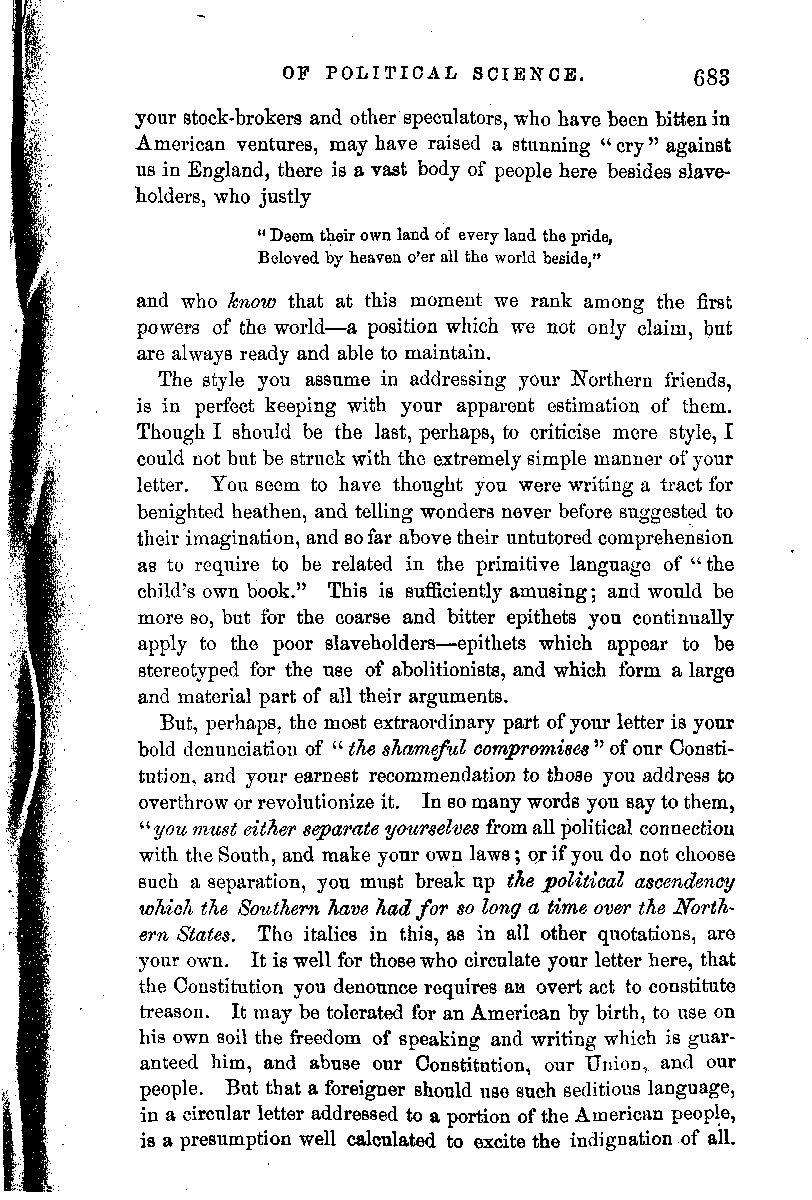 OF POLITICAL SCIENCE. 683
your stock-brokers and other speculators, who have been bitten in
American ventures, may have raised a stunning “cry” against
us in England, there is a vast body of people here besides slave-
holders, who justly
“Deem their own land of every land the pride,
Beloved by heaven o'er all the world beside,”
and who know that at this moment we rank among the first
powers of the world—a position which we not only claim, but
are always ready and able to maintain.
The style you assume in addressing your Northern friends,
is in perfect keeping with your apparent estimation of them.
Though I should be the last, perhaps, to criticise mere style, I
could not but be struck with the extremely simple manner of your
letter. You seem to have thought you were writing a tract for
benighted heathen, and telling wonders never before suggested to
their imagination, and so far above their untutored comprehension
as to require to be related in the primitive language of “the
child's own book.” This is sufficiently amusing; and would be
more so, but for the coarse and bitter epithets you continually
apply to the poor slaveholders—epithets which appear to be
stereotyped for the use of abolitionists, and which form a large
and material part of all their arguments.
But, perhaps, the most extraordinary part of your letter is your
bold denunciation of “the shameful compromises” of our Consti-
tution, and your earnest recommendation to those you address to
overthrow or revolutionize it. In so many words you say to them,
“you must either separate yourselves from all political connection
with the South, and make your own laws; or if you do not choose
such a separation, you must break up the political ascendency
which the Southern have had for so long a time over the North-
ern States. The italics in this, as in all other quotations, are
your own. It is well for those who circulate your letter here, that
the Constitution you denounce requires an overt act to constitute
treason. It may be tolerated for an American by birth, to use on
his own soil the freedom of speaking and writing which is guar-
anteed him, and abuse our Constitution, our Union, and our
people. But that a foreigner should use such seditious language,
in a circular letter addressed to a portion of the American people,
is a presumption well calculated to excite the indignation of all.